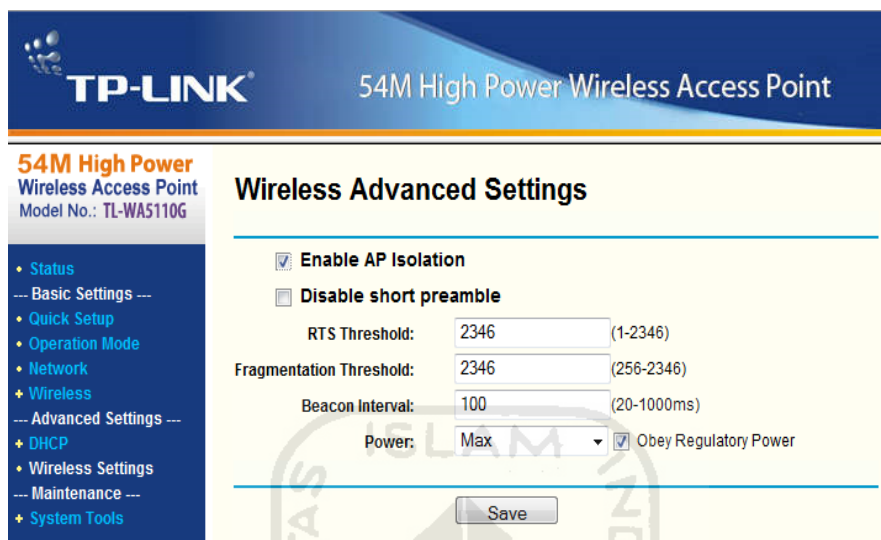 TP-LINK®
54M High Power Wireless Access Point
54M High Power
Wireless Access Point
Model No.: TL-WA5110G
Status
--- Basic Settings ---
Quick Setup
Operation Mode
Network
Wireless
--- Advanced Settings ---
DHCP
Wireless Settings
--- Maintenance ---
System Tools
Wireless Advanced Settings
Enable AP Isolation
Disable short preamble
RTS Threshold: 2346 (1-2346)
Fragmentation Threshold: 2346 (256-2346)
Beacon Interval: 100 (20-1000ms)
Power: Max Obey Regulatory Power
Save
ISLAM